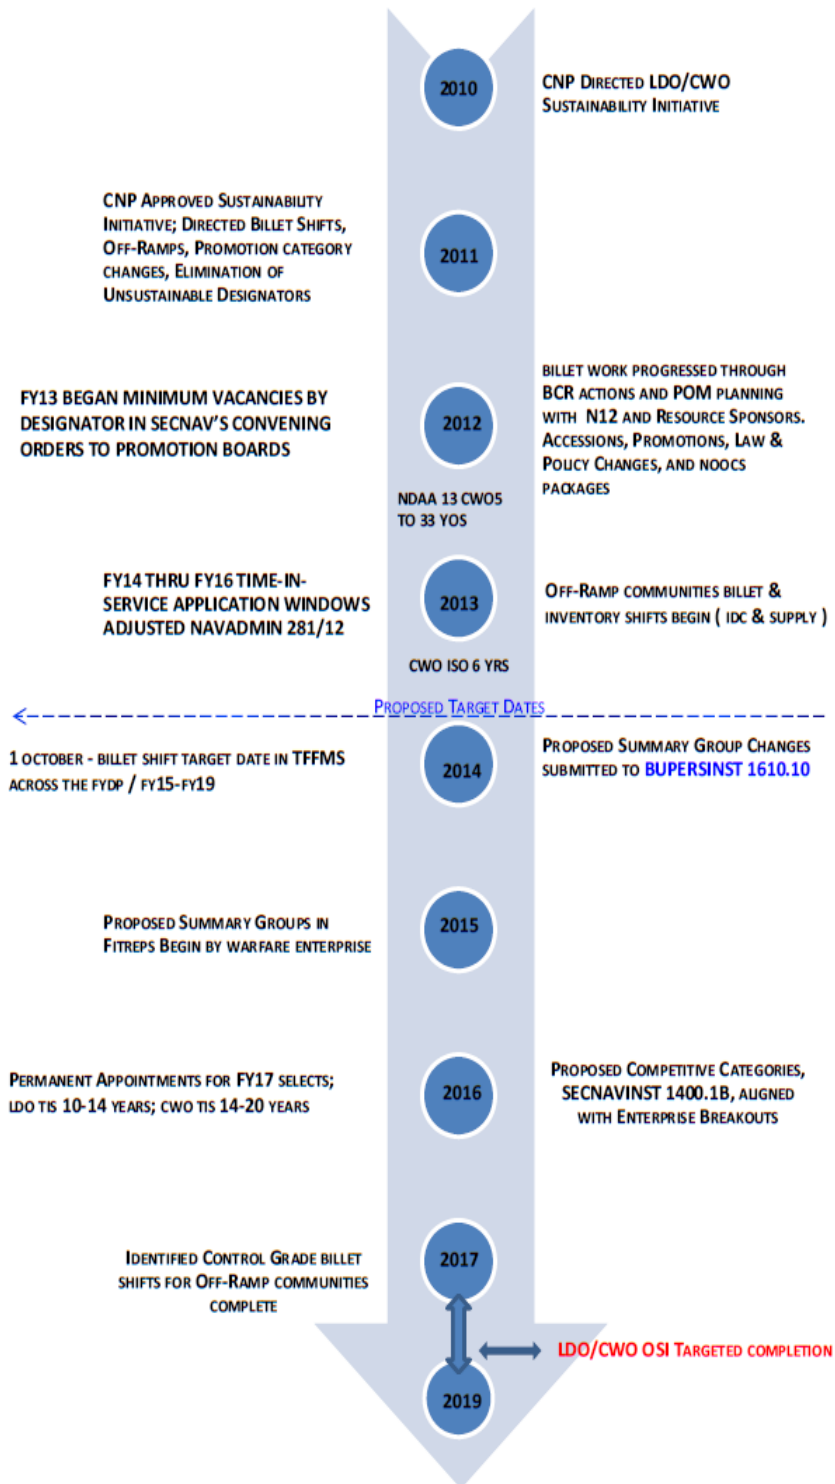 2010
CNP DIRECTED LDO/CWO
SUSTAINABILITY INITIATIVE
CNP APPROVED SUSTAINABILITY
INITIATIVE; DIRECTED BILLET SHIFTS,
OFF-RAMPS, PROMOTION CATEGORY
CHANGES, ELIMINATION OF
UNSUSTAINABLE DESIGNATORS
2011
FY13 BEGAN MINIMUM VACANCIES BY
DESIGNATOR IN SECNAV'S CONVENING
ORDERS TO PROMOTION BOARDS
2012
BILLET WORK PROGRESSED THROUGH
BCR ACTIONS AND POM PLANNING
WITH N12 AND RESOURCE SPONSORS.
ACCESSIONS, PROMOTIONS, LAW &
POLICY CHANGES, AND NOOCS
PACKAGES
NDAA 13 CWO5
TO 33 YOS
FY14 THRU FY16 TIME-IN-
SERVICE APPLICATION WINDOWS
ADJUSTED NAVADMIN 281/12
2013
OFF-RAMP COMMUNITIES BILLET &
INVENTORY SHIFTS BEGIN ( IDC & SUPPLY )
CWO ISO 6 YRS
PROPOSED TARGET DATES
1 OCTOBER - BILLET SHIFT TARGET DATE IN TFFMS
ACROSS THE FYDP / FY15-FY19
2014
PROPOSED SUMMARY GROUP CHANGES
SUBMITTED TO BUPERSINST 1610.10
PROPOSED SUMMARY GROUPS IN
FITREPS BEGIN BY WARFARE ENTERPRISE
2015
PERMANENT APPOINTMENTS FOR FY17 SELECTS;
LDO TIS 10-14 YEARS; CWO TIS 14-20 YEARS
2016
PROPOSED COMPETITIVE CATEGORIES,
SECNAVINST 1400.1B, ALIGNED
WITH ENTERPRISE BREAKOUTS
IDENTIFIED CONTROL GRADE BILLET
SHIFTS FOR OFF-RAMP COMMUNITIES
COMPLETE
2017
LDO/CWO OSI TARGETED COMPLETION
2019